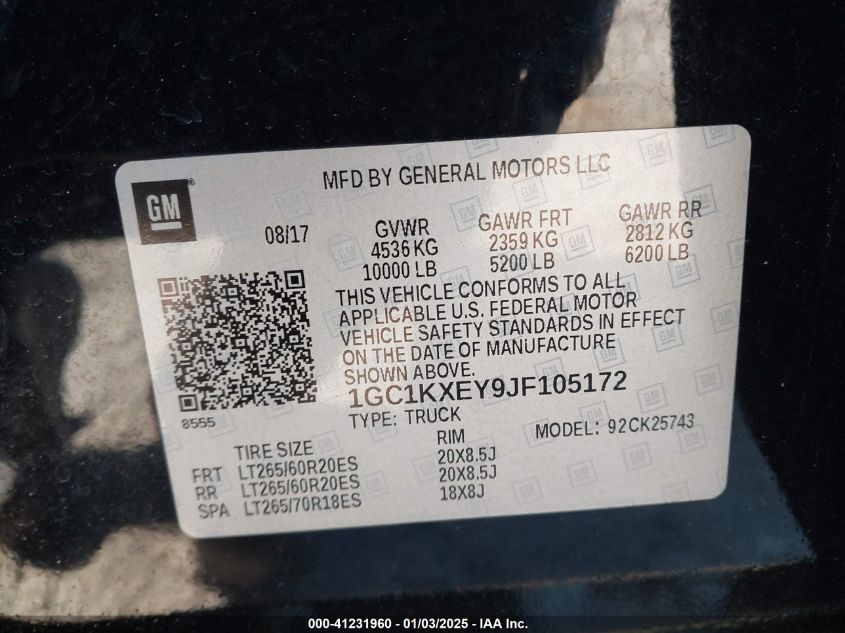 MFD BY GENERAL MOTORS LLC
GM®
08/17 GVWR GAWR FRT GAWR RR
4536 KG 2359 KG 2812 KG
10000 LB 5200 LB 6200 LB
THIS VEHICLE CONFORMS TO ALL
APPLICABLE U.S. FEDERAL MOTOR
VEHICLE SAFETY STANDARDS IN EFFECT
ON THE DATE OF MANUFACTURE
SHOWN ABOVE.
1GC1KXEY9JF105172
8555
TYPE: TRUCK MODEL: 92CK25743
TIRE SIZE RIM
FRT LT265/60R20ES 20X8.5J
RR LT265/60R20ES 20X8.5J
SPA LT265/70R18ES 18X8J
000-41231960 - 01/03/2025 - IAA Inc.